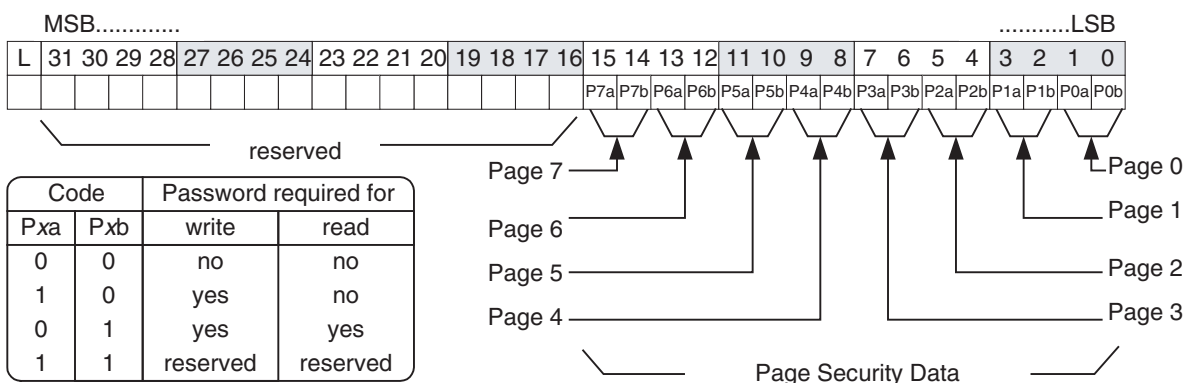 MSB............. ...........LSB
L 31 30 29 28 27 26 25 24 23 22 21 20 19 18 17 16 15 14 13 12 11 10 9 8 7 6 5 4 3 2 1 0
P7a P7b P6a P6b P5a P5b P4a P4b P3a P3b P2a P2b P1a P1b P0a P0b
reserved
Page 7 Page 0
Page 6 Page 1
Page 5 Page 2
Page 4 Page 3
Page Security Data
Code Password required for
Pxa Pxb write read
0 0 no no
1 0 yes no
0 1 yes yes
1 1 reserved reserved